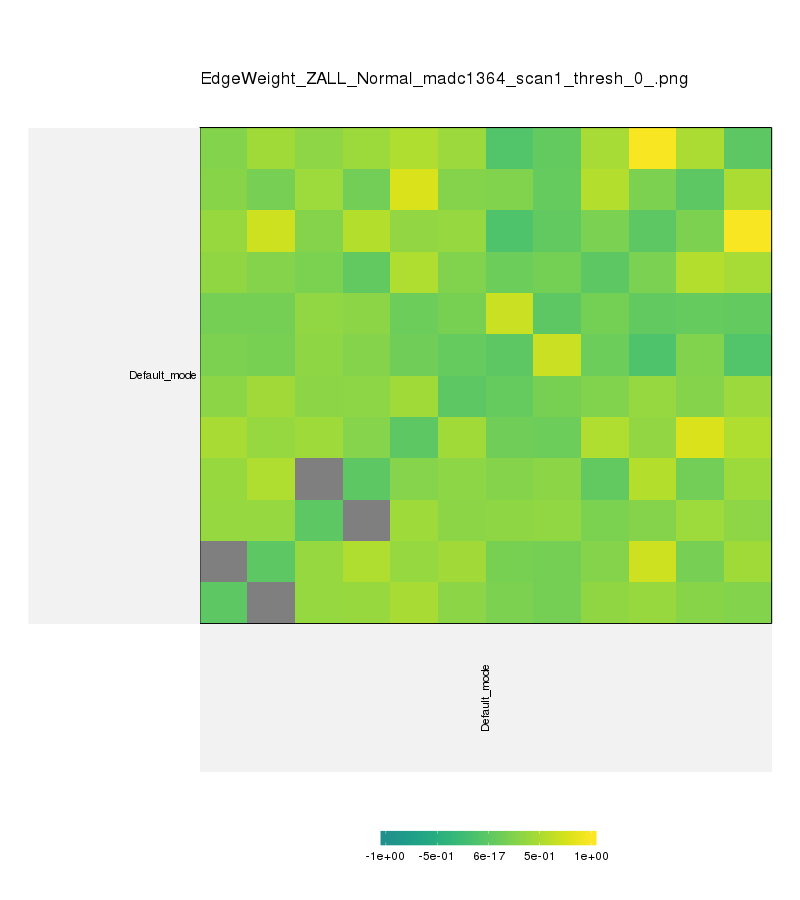 EdgeWeight_ZALL_Normal_madc1364_scan1_thresh_0_.png
Default_mode
Default_mode
-1e+00 -5e-01 6e-17 5e-01 1e+00